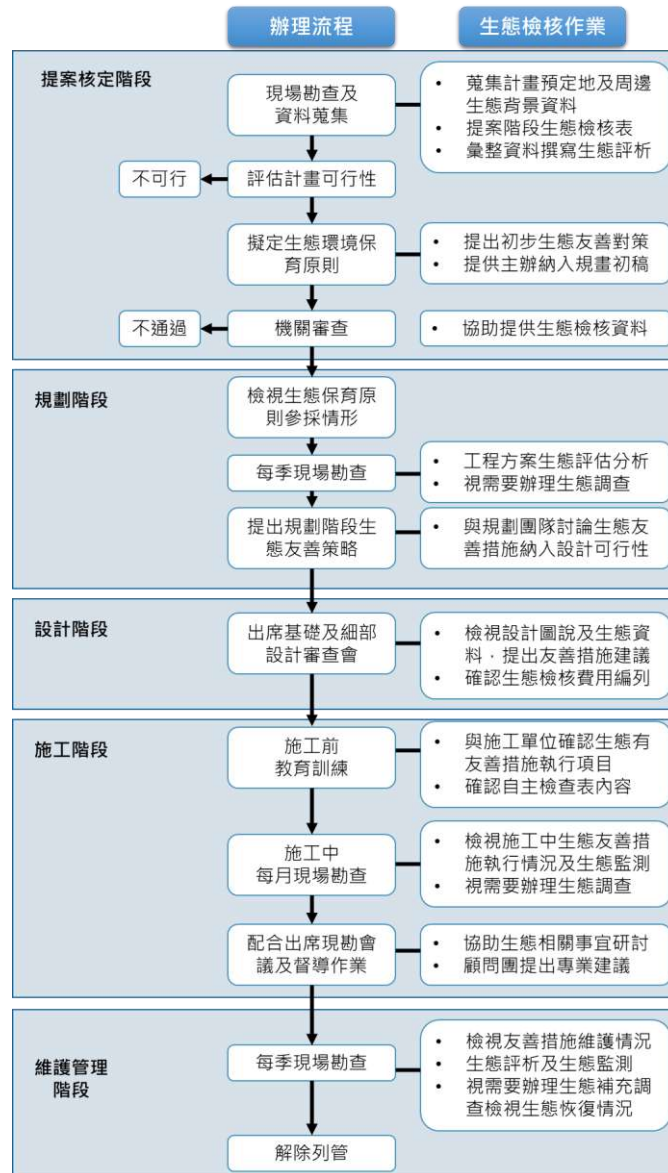 辦理流程
生態檢核作業
提案核定階段
現場勘查及
資料蒐集
• 蒐集計畫預定地及周邊
生態背景資料
• 提案階段生態檢核表
• 彙整資料撰寫生態評析
不可行
評估計畫可行性
擬定生態環境保
育原則
• 提出初步生態友善對策
• 提供主辦納入規畫初稿
不通過
機關審查
• 協助提供生態檢核資料
規劃階段
檢視生態保育原
則參採情形
每季現場勘查
• 工程方案生態評估分析
• 視需要辦理生態調查
提出規劃階段生
態友善策略
• 與規劃團隊討論生態友
善措施納入設計可行性
設計階段
出席基礎及細部
設計審查會
• 檢視設計圖說及生態資
料．提出友善措施建議
• 確認生態檢核費用編列
施工階段
施工前
教育訓練
• 與施工單位確認生態有
友善措施執行項目
• 確認自主檢查表內容
施工中
每月現場勘查
• 檢視施工中生態友善措
施執行情況及生態監測
• 視需要辦理生態調查
配合出席現勘會
議及督導作業
• 協助生態相關事宜研討
• 顧問團提出專業建議
維護管理
階段
每季現場勘查
• 檢視友善措施維護情況
• 生態評析及生態監測
• 視需要辦理生態補充調
查檢視生態恢復情況
解除列管